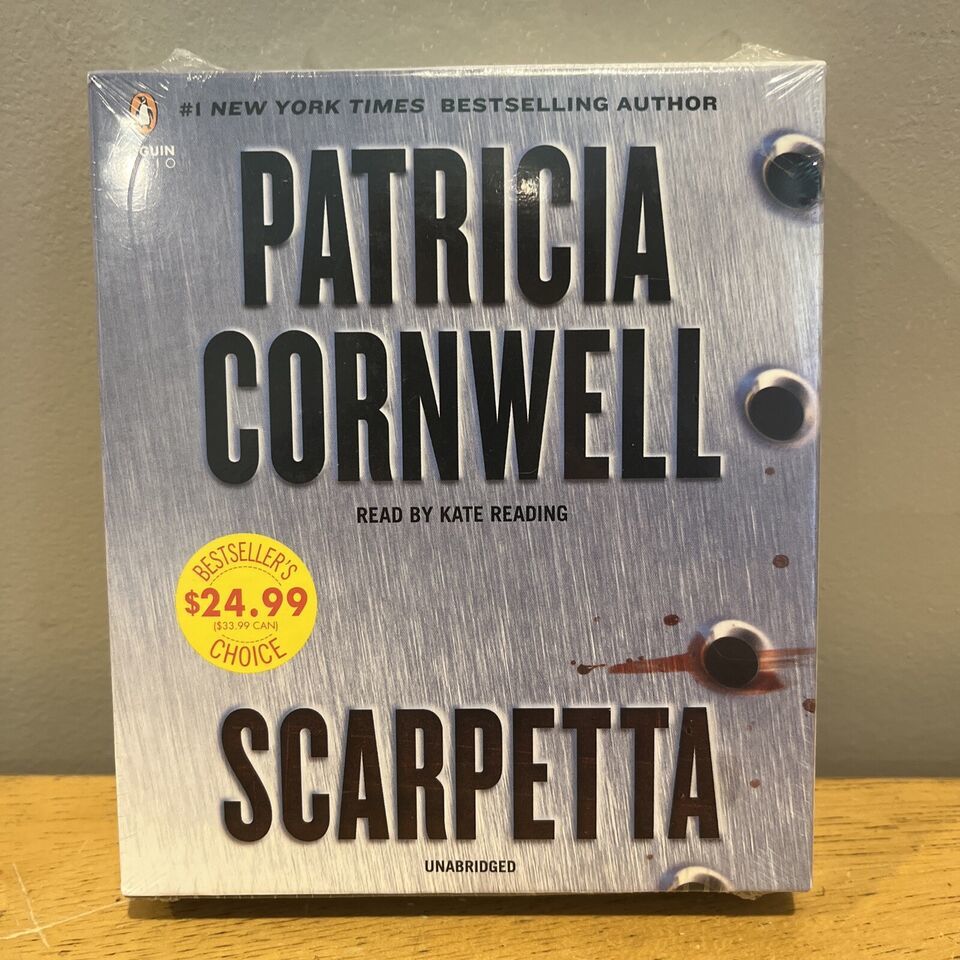 #1 NEW YORK TIMES BESTSELLING AUTHOR
PATRICIA
CORNWELL
READ BY KATE READING
BESTSELLER'S
$24.99
($33.99 CAN)
CHOICE
SCARPETTA
UNABRIDGED